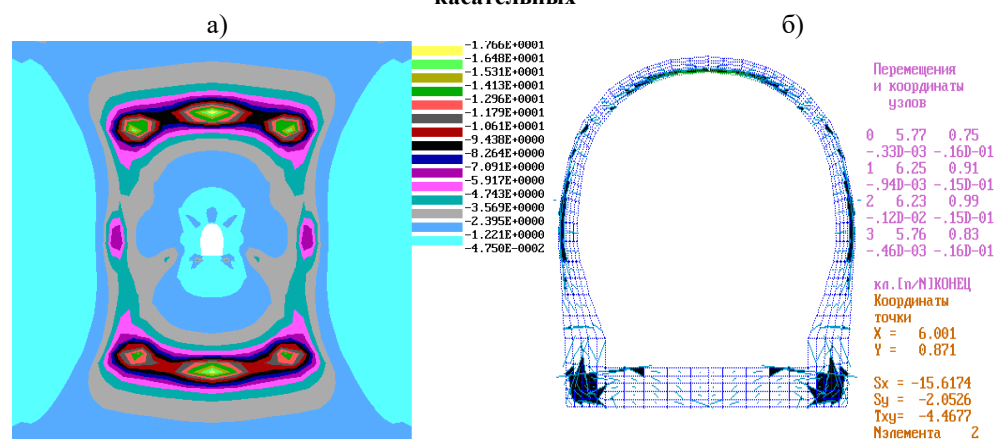 касательных
а)
б)
-1.766E+0001
-1.648E+0001
-1.531E+0001
-1.413E+0001
-1.296E+0001
-1.179E+0001
-1.061E+0001
-9.438E+0000
-8.264E+0000
-7.091E+0000
-5.917E+0000
-4.743E+0000
-3.569E+0000
-2.395E+0000
-1.221E+0000
-4.750E-0002
Перемещения
и координаты
узлов
0 5.77 0.75
-.33D-03 -.16D-01
1 6.25 0.91
-.94D-03 -.15D-01
2 6.23 0.99
-.12D-02 -.15D-01
3 5.76 0.83
-.46D-03 -.16D-01
кл.[п/N]КОНЕЦ
Координаты
точки
X = 6.001
Y = 0.871
Sx = -15.6174
Sy = -2.0526
Txy= -4.4677
Nэлемента 2